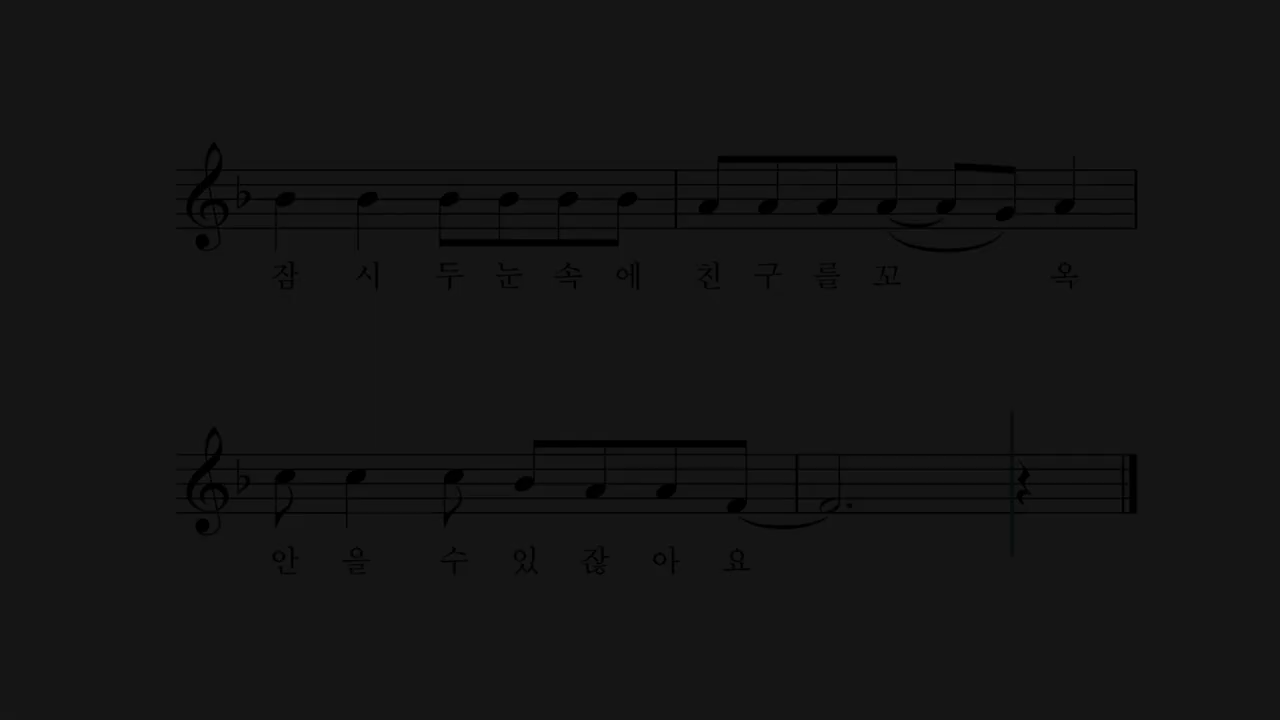 잠 시 두 눈 속 에 친 구 를 꼬 옥
안 을 수 있 잖 아 요